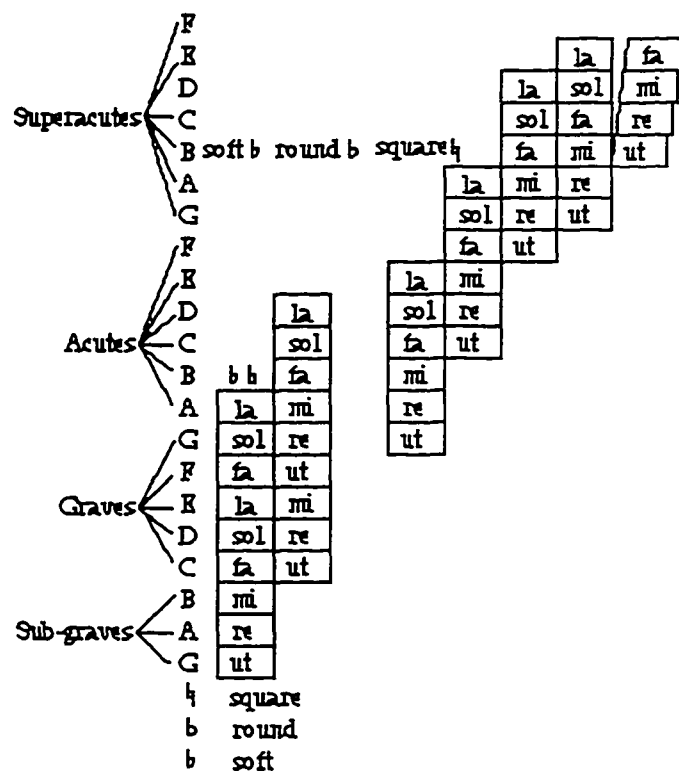 F
E la fa
D la sol mi
Superacutes C sol fa re
B soft b round b square ♮ fa mi ut
A la mi re
G sol re ut
F fa ut
E la mi
D la sol re
Acutes C sol fa ut
B b b fa mi
A la mi re
G sol re ut
F fa ut
Graves E la mi
D sol re
C fa ut
B mi
Sub-graves A re
G ut
♮ square
b round
b soft